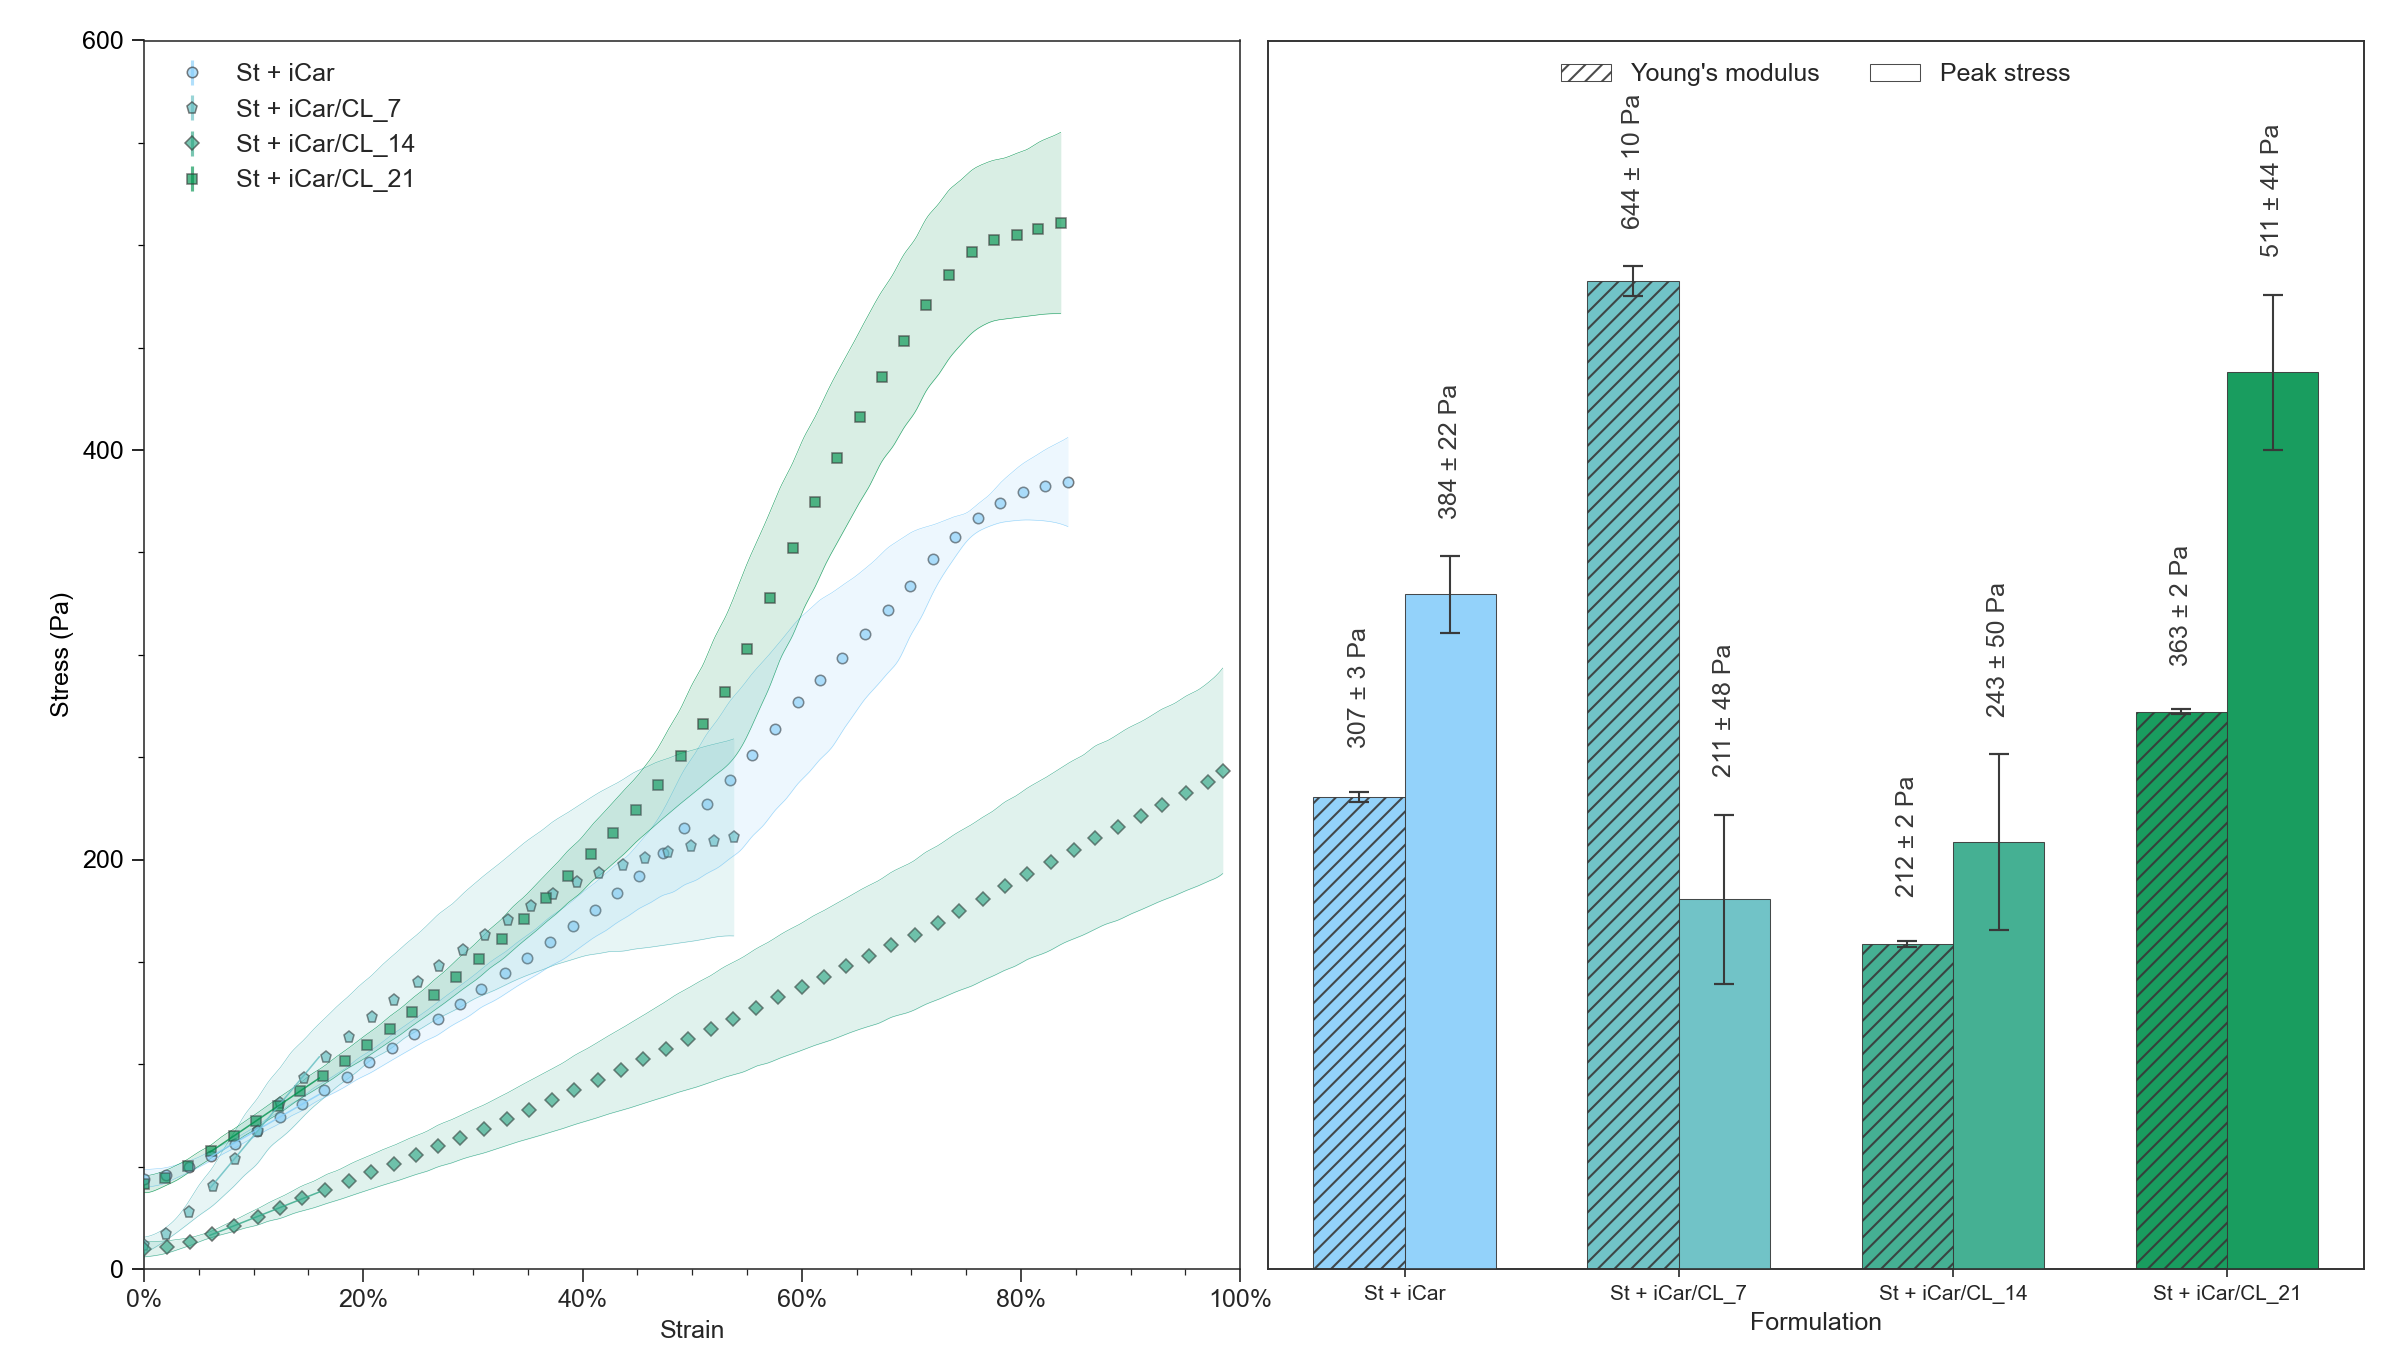 600
400
200
0
Stress (Pa)
0%
20%
40%
60%
80%
100%
Strain
St + iCar
St + iCar/CL_7
St + iCar/CL_14
St + iCar/CL_21
Young's modulus
Peak stress
307 ± 3 Pa
384 ± 22 Pa
644 ± 10 Pa
211 ± 48 Pa
212 ± 2 Pa
243 ± 50 Pa
363 ± 2 Pa
511 ± 44 Pa
St + iCar
St + iCar/CL_7
St + iCar/CL_14
St + iCar/CL_21
Formulation